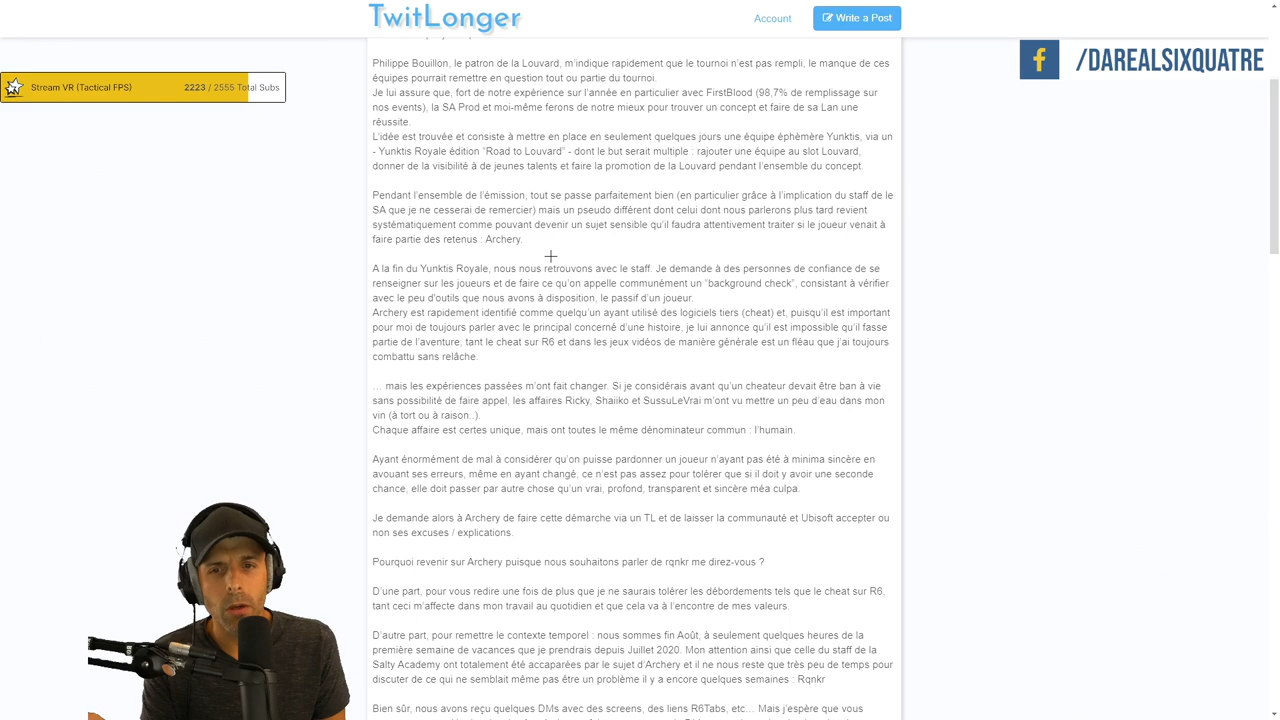 TwitLonger
Account
Write a Post
/DAREALSIXQUATRE
Stream VR (Tactical FPS)
2223 / 2555 Total Subs
Philippe Bouillon, le patron de la Louvard, m'indique rapidement que le tournoi n'est pas rempli, le manque de ces
équipes pourrait remettre en question tout ou partie du tournoi.
Je lui assure que, fort de notre expérience sur l'année en particulier avec FirstBlood (98,7% de remplissage sur
nos events), la SA Prod et moi-même ferons de notre mieux pour trouver un concept et faire de sa Lan une
réussite.
L'idée est trouvée et consiste à mettre en place en seulement quelques jours une équipe éphèmère Yunktis, via un
- Yunktis Royale édition "Road to Louvard" - dont le but serait multiple : rajouter une équipe au slot Louvard,
donner de la visibilité à de jeunes talents et faire la promotion de la Louvard pendant l'ensemble du concept.
Pendant l'ensemble de l'émission, tout se passe parfaitement bien (en particulier grâce à l'implication du staff de le
SA que je ne cesserai de remercier) mais un pseudo différent dont celui dont nous parlerons plus tard revient
systématiquement comme pouvant devenir un sujet sensible qu'il faudra attentivement traiter si le joueur venait à
faire partie des retenus : Archery.
A la fin du Yunktis Royale, nous nous retrouvons avec le staff. Je demande à des personnes de confiance de se
renseigner sur les joueurs et de faire ce qu'on appelle communément un "background check", consistant à vérifier
avec le peu d'outils que nous avons à disposition, le passif d'un joueur.
Archery est rapidement identifié comme quelqu'un ayant utilisé des logiciels tiers (cheat) et, puisqu'il est important
pour moi de toujours parler avec le principal concerné d'une histoire, je lui annonce qu'il est impossible qu'il fasse
partie de l'aventure, tant le cheat sur R6 et dans les jeux vidéos de manière générale est un fléau que j'ai toujours
combattu sans relâche.
… mais les expériences passées m'ont fait changer. Si je considérais avant qu'un cheateur devait être ban à vie
sans possibilité de faire appel, les affaires Ricky, Shaiiko et SussuLeVrai m'ont vu mettre un peu d'eau dans mon
vin (à tort ou à raison..).
Chaque affaire est certes unique, mais ont toutes le même dénominateur commun : l'humain.
Ayant énormément de mal à considérer qu'on puisse pardonner un joueur n'ayant pas été à minima sincère en
avouant ses erreurs, même en ayant changé, ce n'est pas assez pour tolérer que si il doit y avoir une seconde
chance, elle doit passer par autre chose qu'un vrai, profond, transparent et sincère méa culpa.
Je demande alors à Archery de faire cette démarche via un TL et de laisser la communauté et Ubisoft accepter ou
non ses excuses / explications.
Pourquoi revenir sur Archery puisque nous souhaitons parler de rqnkr me direz-vous ?
D'une part, pour vous redire une fois de plus que je ne saurais tolérer les débordements tels que le cheat sur R6,
tant ceci m'affecte dans mon travail au quotidien et que cela va à l'encontre de mes valeurs.
D'autre part, pour remettre le contexte temporel : nous sommes fin Août, à seulement quelques heures de la
première semaine de vacances que je prendrais depuis Juillet 2020. Mon attention ainsi que celle du staff de la
Salty Academy ont totalement été accaparées par le sujet d'Archery et il ne nous reste que très peu de temps pour
discuter de ce qui ne semblait même pas être un problème il y a encore quelques semaines : Rqnkr
Bien sûr, nous avons reçu quelques DMs avec des screens, des liens R6Tabs, etc… Mais j'espère que vous